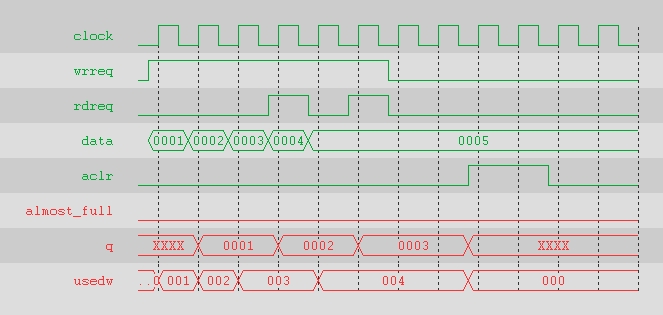 clock
wrreq
rdreq
data 0001 0002 0003 0004 0005
aclr
almost_full
q XXXX 0001 0002 0003 XXXX
usedw ..0 001 002 003 004 000